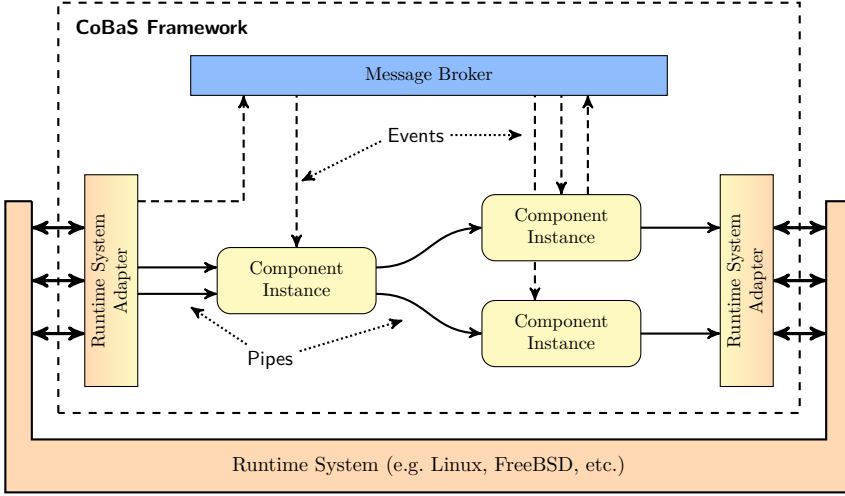 CoBaS Framework
Message Broker
Events
Runtime System
Adapter
Component
Instance
Component
Instance
Component
Instance
Runtime System
Adapter
Pipes
Runtime System (e.g. Linux, FreeBSD, etc.)